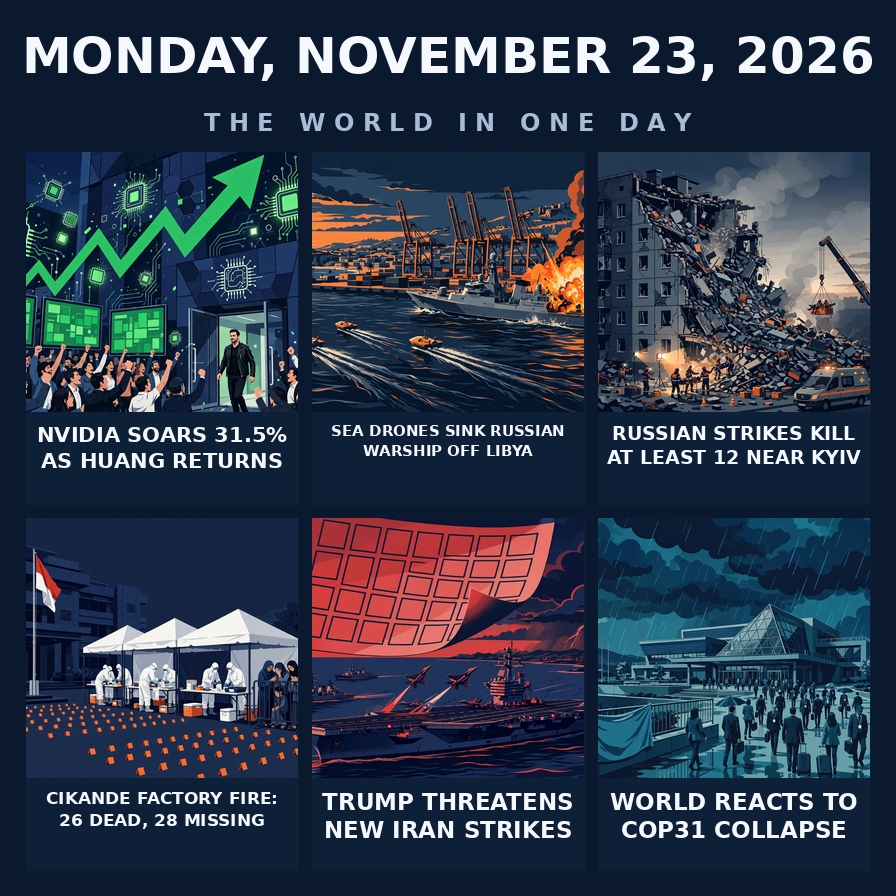 MONDAY, NOVEMBER 23, 2026
THE WORLD IN ONE DAY
NVIDIA SOARS 31.5%
AS HUANG RETURNS
SEA DRONES SINK RUSSIAN
WARSHIP OFF LIBYA
RUSSIAN STRIKES KILL
AT LEAST 12 NEAR KYIV
CIKANDE FACTORY FIRE:
26 DEAD, 28 MISSING
TRUMP THREATENS
NEW IRAN STRIKES
WORLD REACTS TO
COP31 COLLAPSE